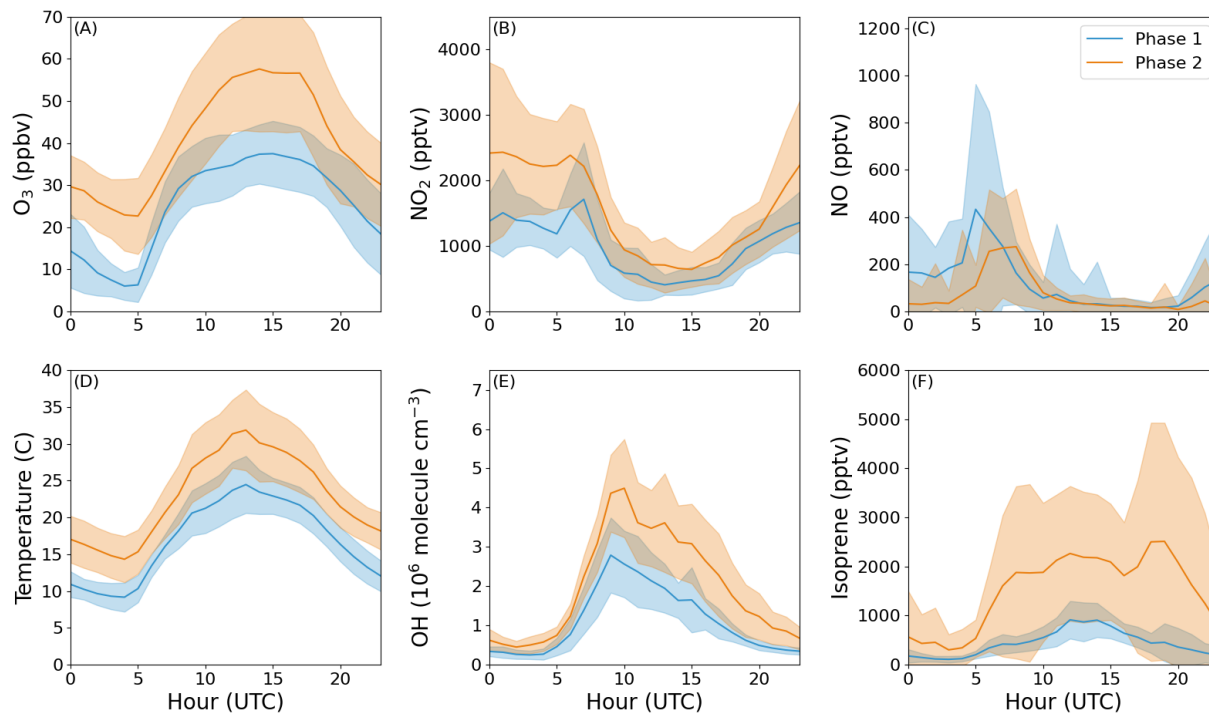 (A)
O₃ (ppbv)
70
60
50
40
30
20
10
0
0 5 10 15 20
(B)
NO₂ (pptv)
4000
3000
2000
1000
0
0 5 10 15 20
(C)
NO (pptv)
1200
1000
800
600
400
200
0
0 5 10 15 20
Phase 1
Phase 2
(D)
Temperature (C)
40
35
30
25
20
15
10
5
0
0 5 10 15 20
Hour (UTC)
(E)
OH (10⁶ molecule cm⁻³)
7
6
5
4
3
2
1
0
0 5 10 15 20
Hour (UTC)
(F)
Isoprene (pptv)
6000
5000
4000
3000
2000
1000
0
0 5 10 15 20
Hour (UTC)